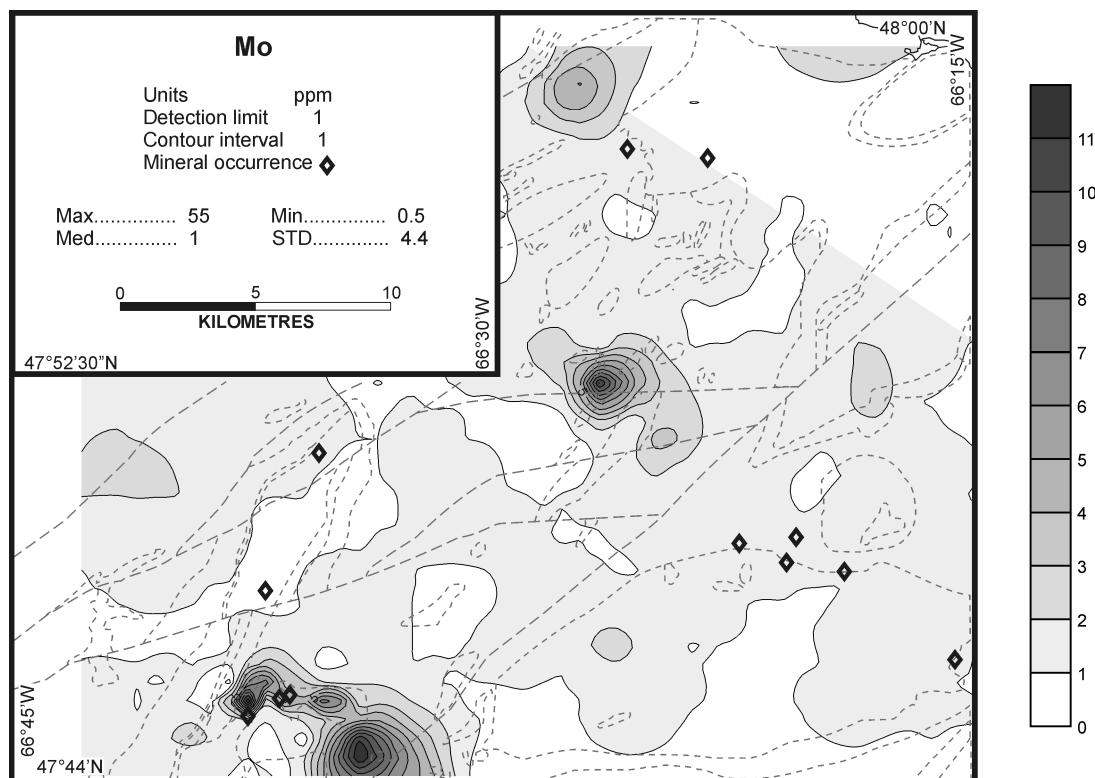 Mo
Units ppm
Detection limit 1
Contour interval 1
Mineral occurrence
Max............... 55 Min............... 0.5
Med............... 1 STD.............. 4.4
0 5 10
KILOMETRES
47°52'30"N
66°30'W
48°00'N
66°15'W
66°45'W
47°44'N
11
10
9
8
7
6
5
4
3
2
1
0